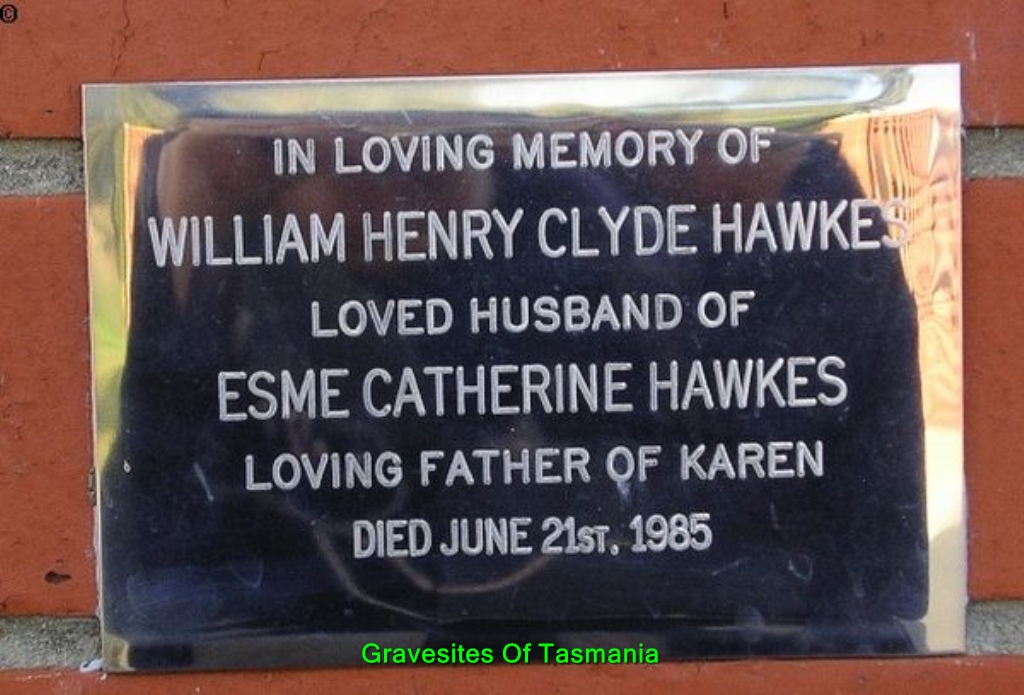 ©
IN LOVING MEMORY OF
WILLIAM HENRY CLYDE HAWKES
LOVED HUSBAND OF
ESME CATHERINE HAWKES
LOVING FATHER OF KAREN
DIED JUNE 21ST, 1985
Gravesites Of Tasmania